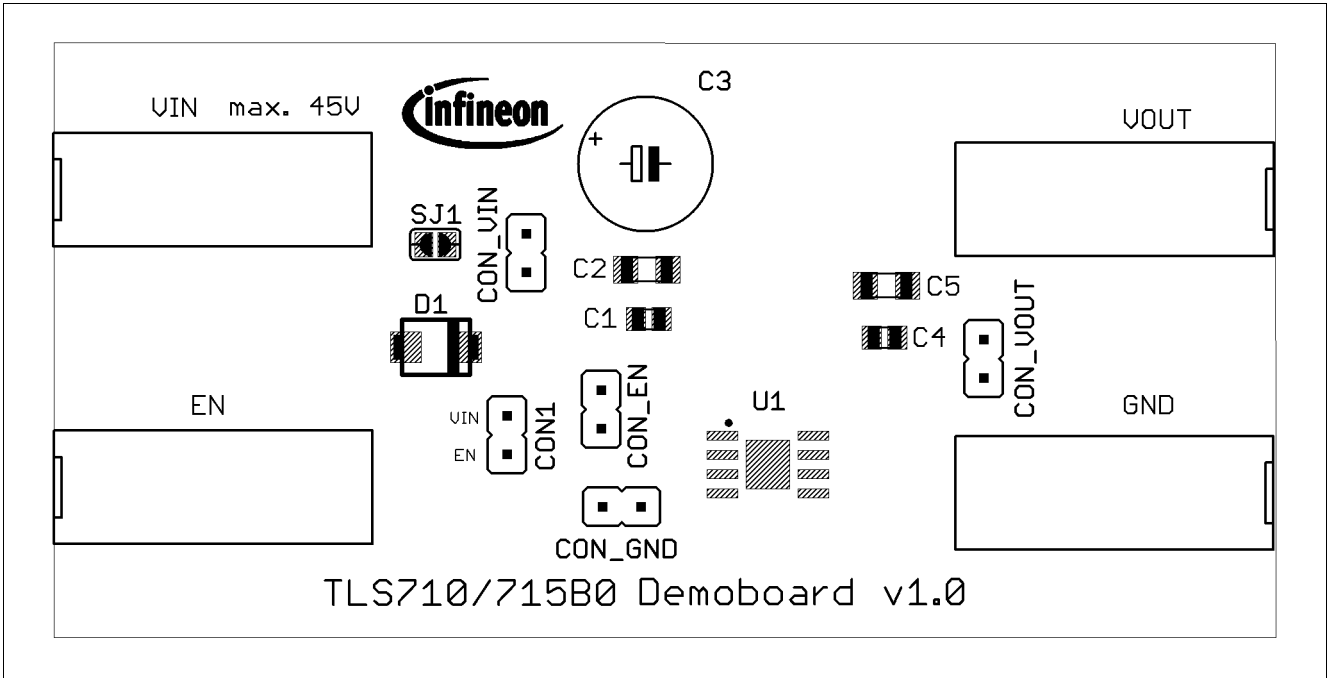 C3
VIN max. 45V
infineon
VOUT
+
SJ1
CON_VIN
C2
C5
D1
C1
C4
CON_VOUT
EN
CON_EN
U1
GND
VIN
CON1
EN
CON_GND
TLS710/715B0 Demoboard v1.0